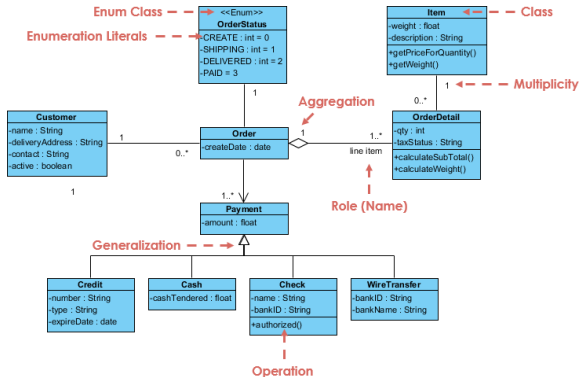 Enum Class
<<Enum>>
OrderStatus
-CREATE : int = 0
-SHIPPING : int = 1
-DELIVERED : int = 2
-PAID = 3
Enumeration Literals
Item
-weight : float
-description : String
+getPriceForQuantity()
+getWeight()
Class
1
1
Multiplicity
0..*
Aggregation
Customer
-name : String
-deliveryAddress : String
-contact : String
-active : boolean
1
0..*
1
Order
-createDate : date
1
1..*
line item
OrderDetail
-qty : int
-taxStatus : String
+calculateSubTotal()
+calculateWeight()
Role (Name)
1..*
Payment
-amount : float
Generalization
Credit
-number : String
-type : String
-expireDate : date
Cash
-cashTendered : float
Check
-name : String
-bankID : String
+authorized()
WireTransfer
-bankID : String
-bankName : String
Operation